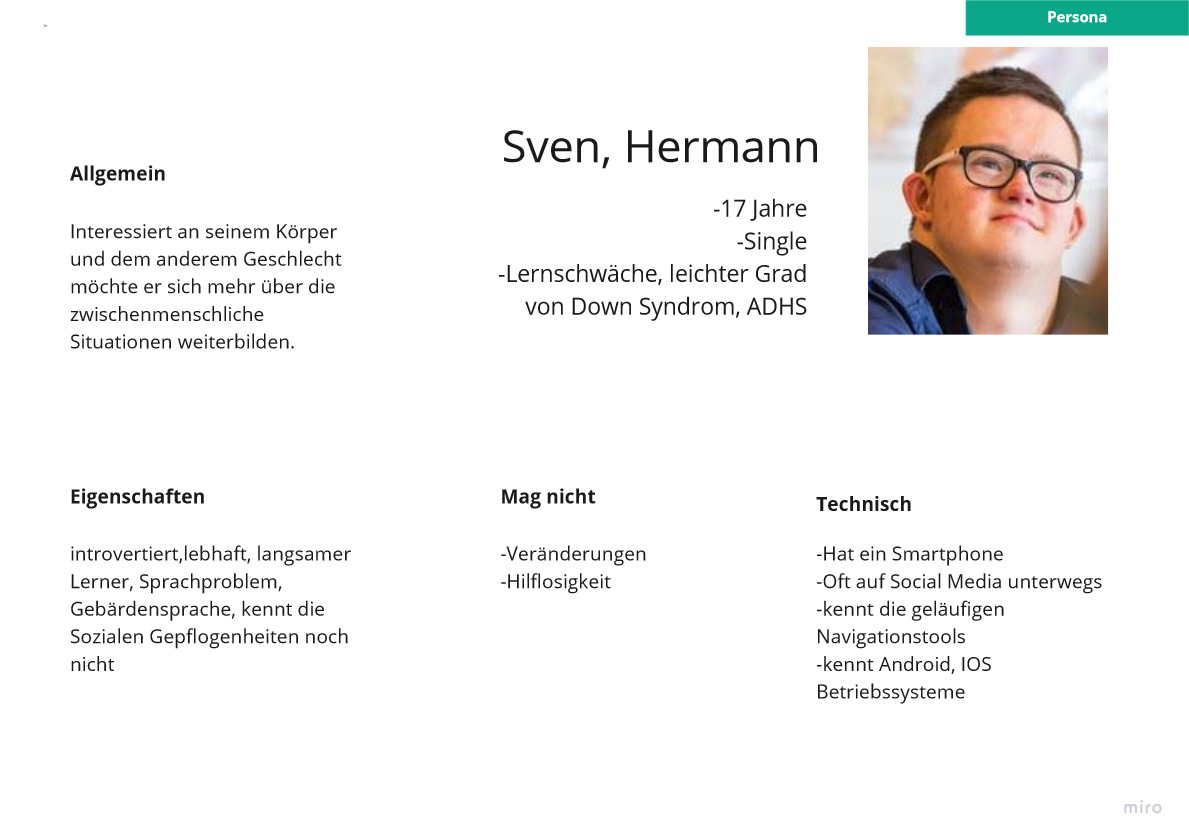 Persona
Sven, Hermann
-17 Jahre
-Single
-Lernschwäche, leichter Grad
von Down Syndrom, ADHS
Allgemein
Interessiert an seinem Körper
und dem anderem Geschlecht
möchte er sich mehr über die
zwischenmenschliche
Situationen weiterbilden.
Eigenschaften
introvertiert,lebhaft, langsamer
Lerner, Sprachproblem,
Gebärdensprache, kennt die
Sozialen Gepflogenheiten noch
nicht
Mag nicht
-Veränderungen
-Hilflosigkeit
Technisch
-Hat ein Smartphone
-Oft auf Social Media unterwegs
-kennt die geläufigen
Navigationstools
-kennt Android, IOS
Betriebssysteme
miro